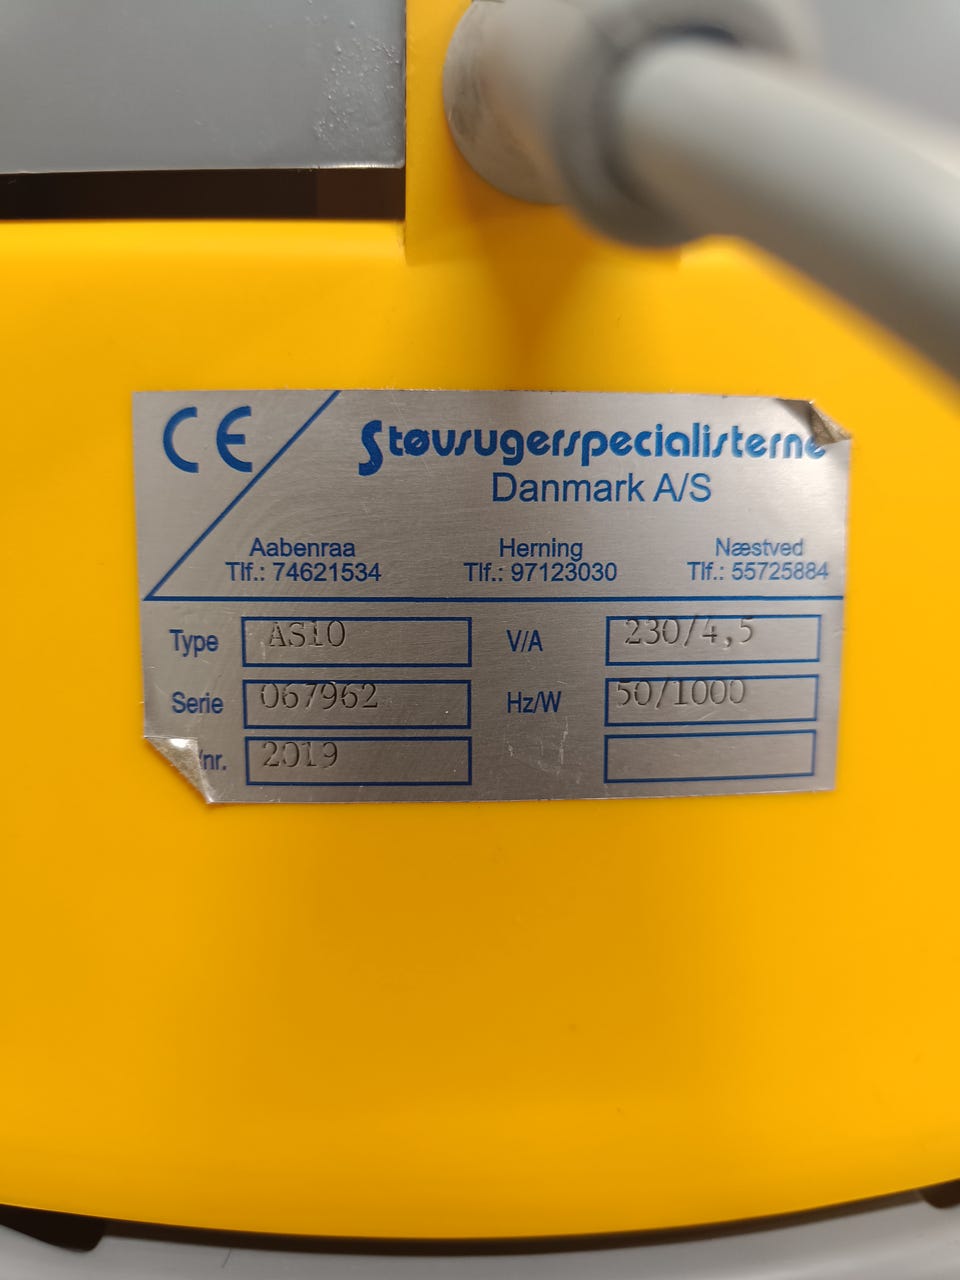 CE
Støvsugerspecialisterne
Danmark A/S
Aabenraa Herning Næstved
Tlf.: 74621534 Tlf.: 97123030 Tlf.: 55725884
Type AS10 V/A 230/4,5
Serie 067962 Hz/W 50/1000
/nr. 2019